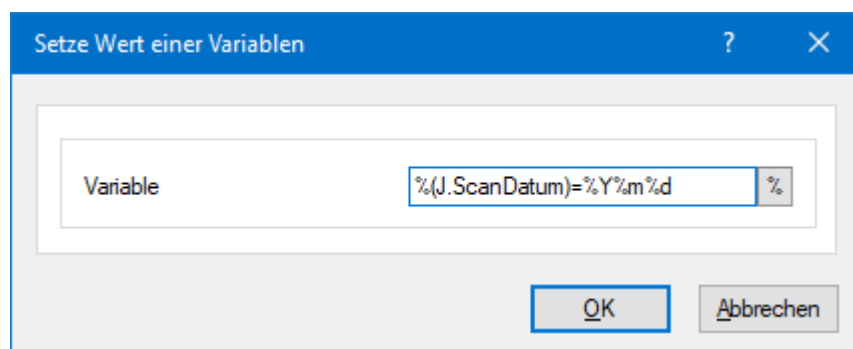 Setze Wert einer Variablen ?
Variable %(J.ScanDatum)=%Y%m%d %
OK Abbrechen